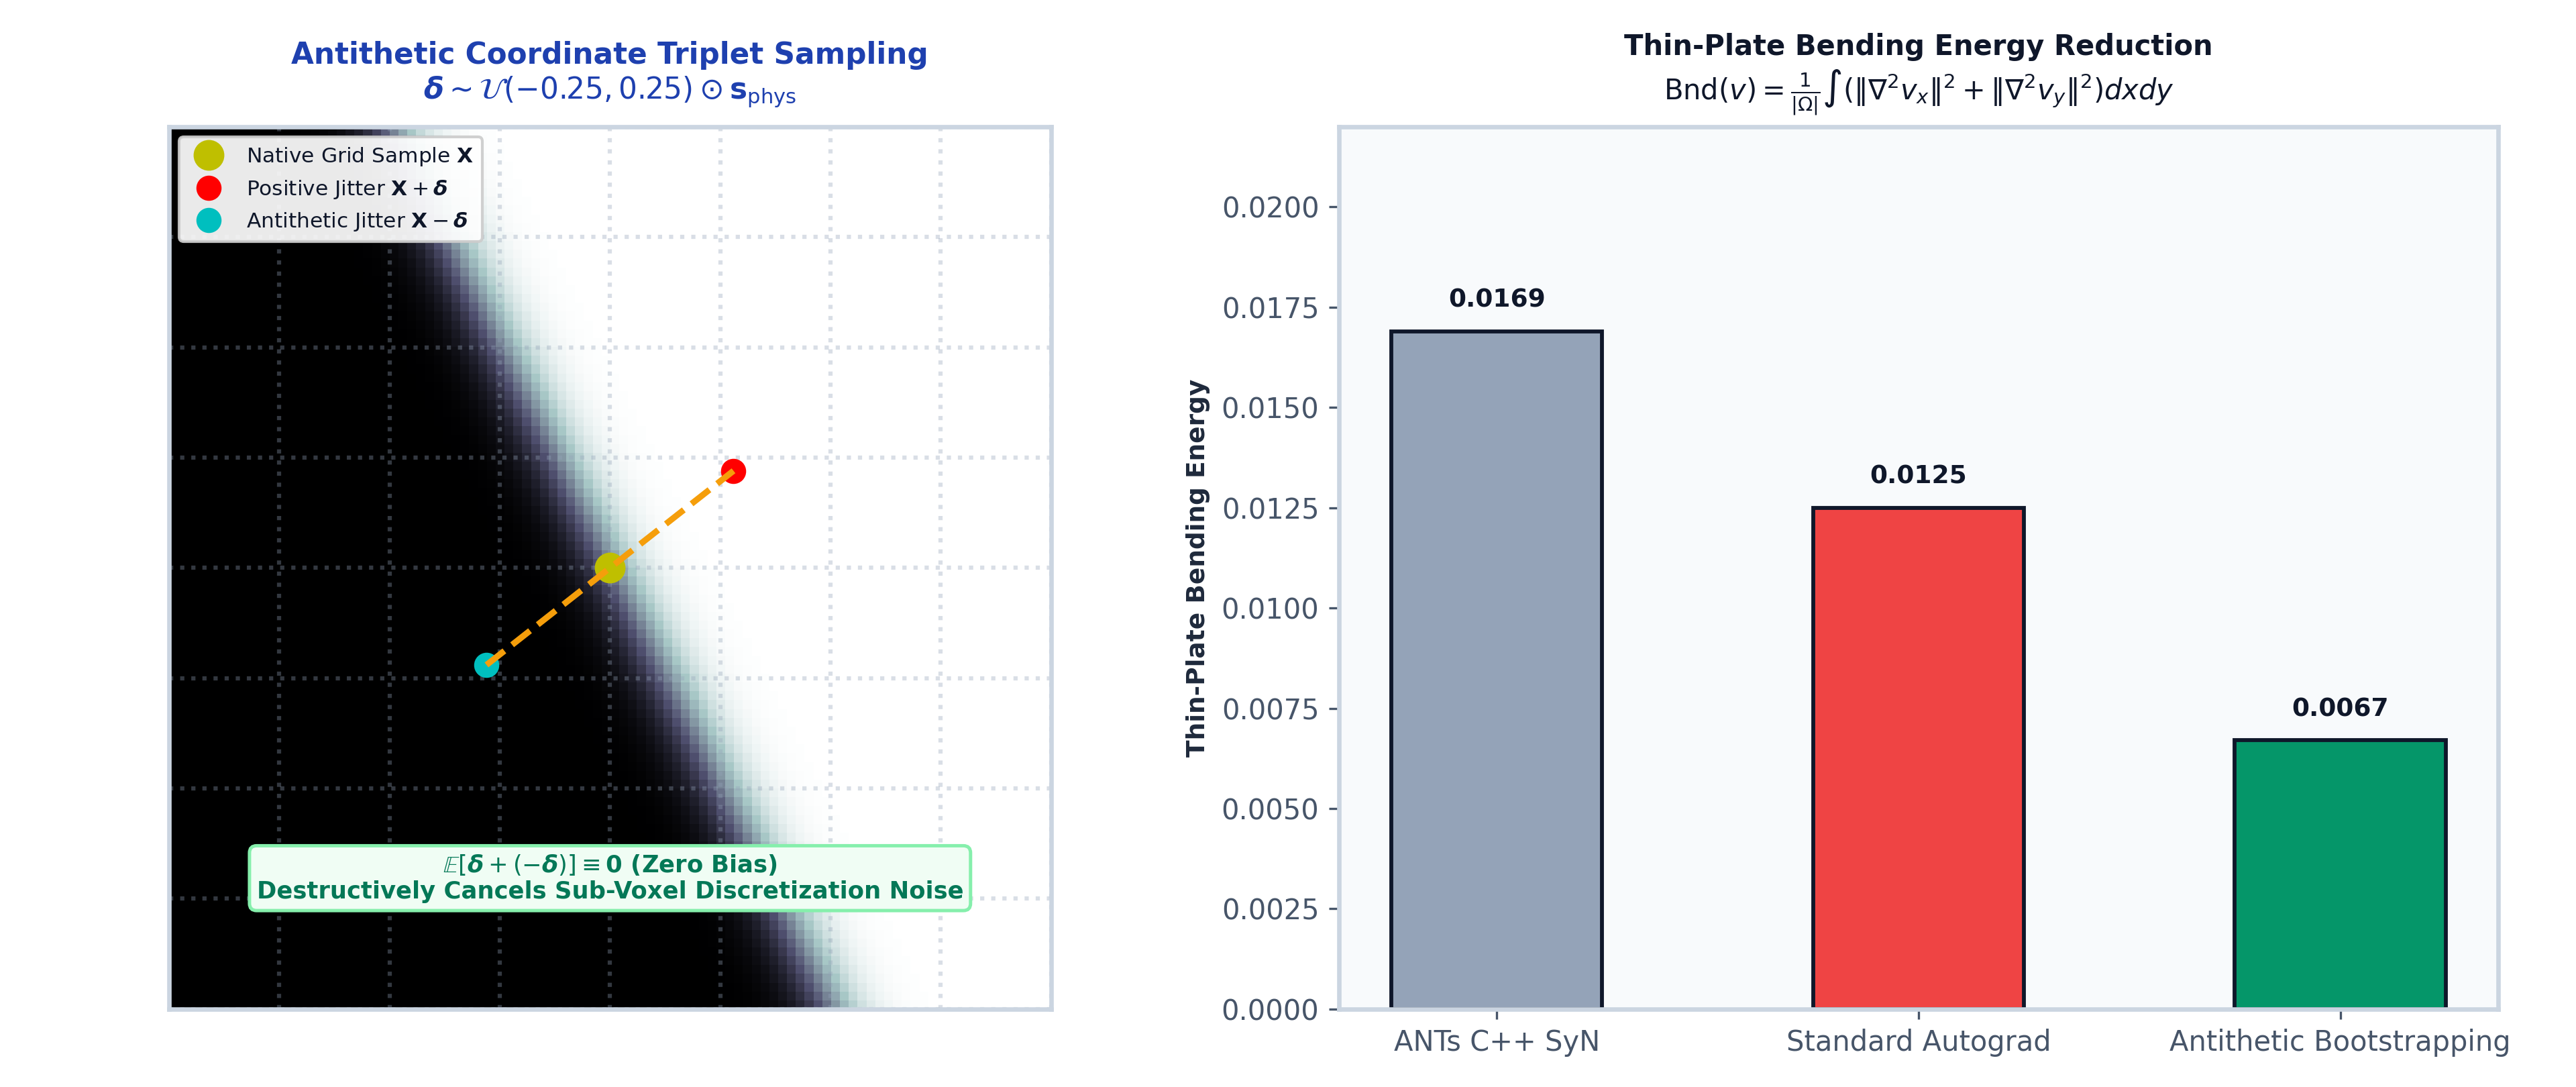 Antithetic Coordinate Triplet Sampling
δ ∼ 𝒰(−0.25, 0.25) ⊙ s_phys
Native Grid Sample X
Positive Jitter X + δ
Antithetic Jitter X − δ
𝔼[δ + (−δ)] ≡ 0 (Zero Bias)
Destructively Cancels Sub-Voxel Discretization Noise
Thin-Plate Bending Energy Reduction
Bnd(v) = 1/|Ω| ∫(‖∇²v_x‖² + ‖∇²v_y‖²)dxdy
Thin-Plate Bending Energy
0.0200
0.0175
0.0150
0.0125
0.0100
0.0075
0.0050
0.0025
0.0000
0.0169
0.0125
0.0067
ANTs C++ SyN
Standard Autograd
Antithetic Bootstrapping